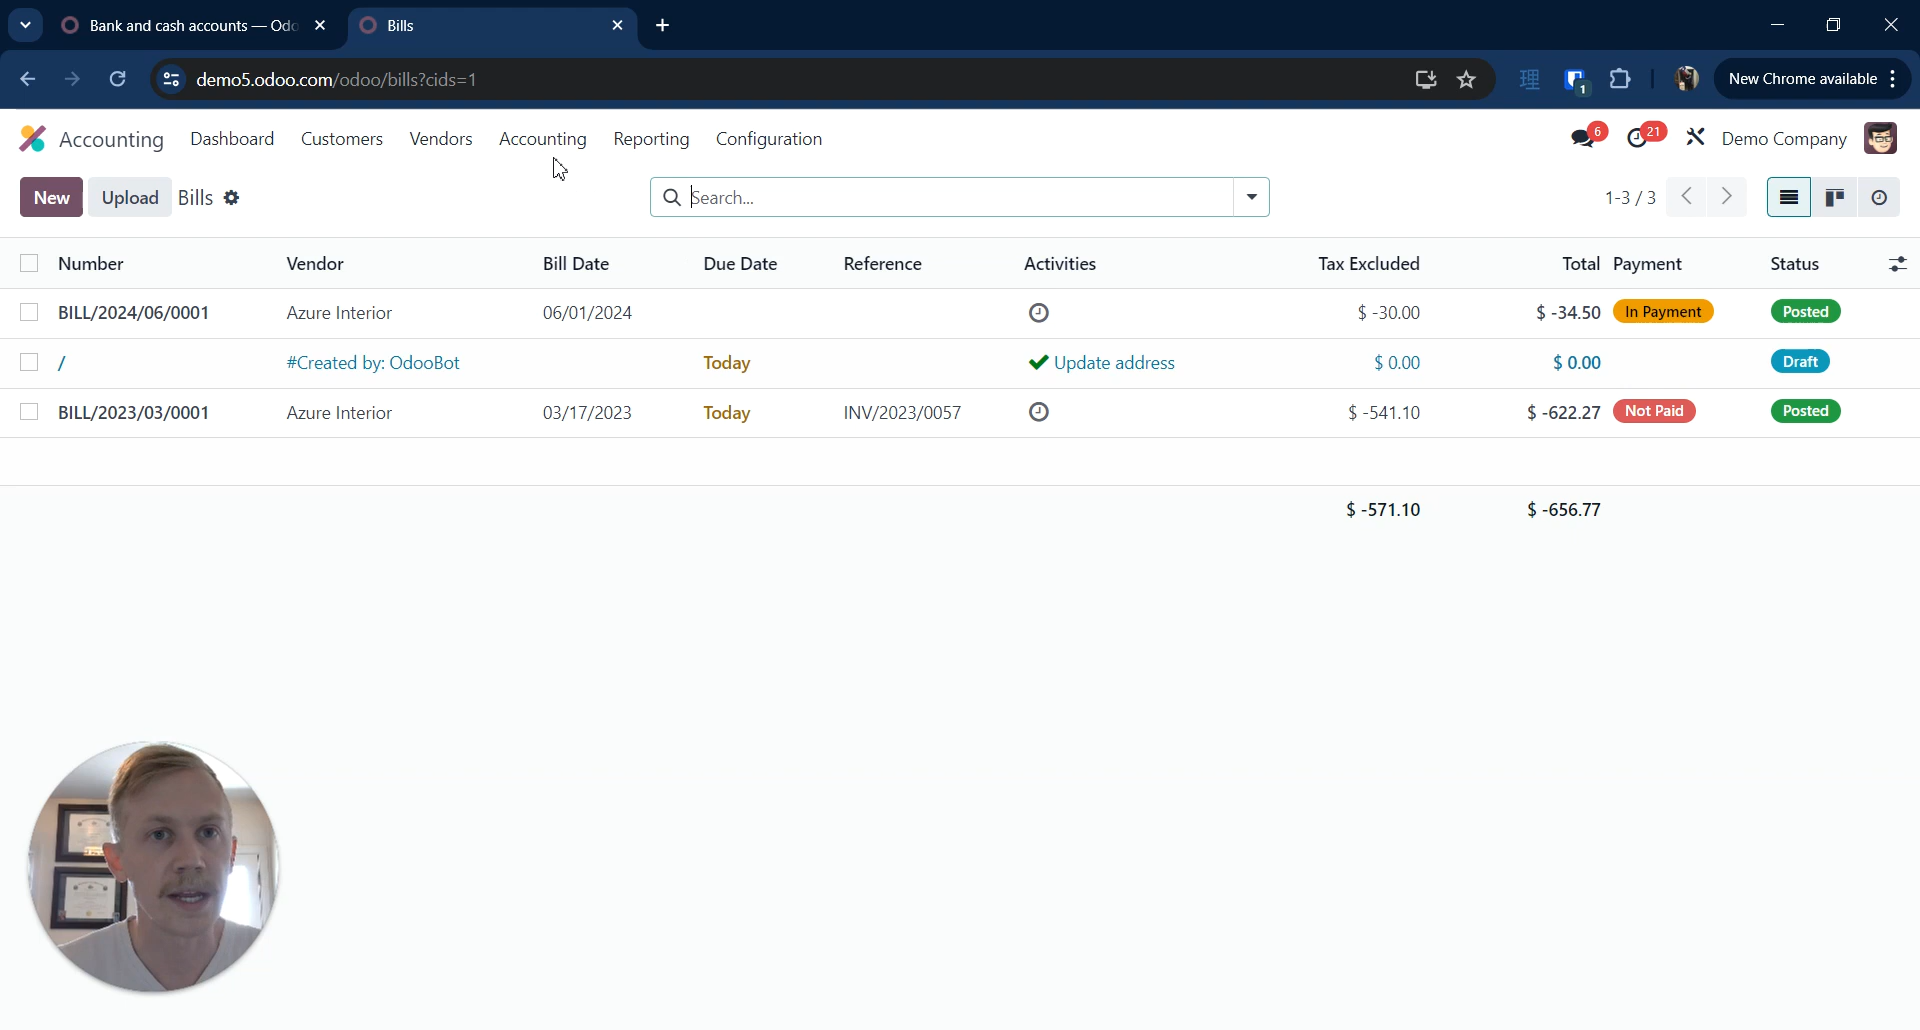 Bank and cash accounts — Odo
Bills
demo5.odoo.com/odoo/bills?cids=1
理
1
New Chrome available
Accounting Dashboard Customers Vendors Accounting Reporting Configuration
6 21 Demo Company
New Upload Bills Search... 1-3 / 3
Number Vendor Bill Date Due Date Reference Activities Tax Excluded Total Payment Status
BILL/2024/06/0001 Azure Interior 06/01/2024 $ -30.00 $ -34.50 In Payment Posted
/ #Created by: OdooBot Today Update address $ 0.00 $ 0.00 Draft
BILL/2023/03/0001 Azure Interior 03/17/2023 Today INV/2023/0057 $ -541.10 $ -622.27 Not Paid Posted
$ -571.10 $ -656.77